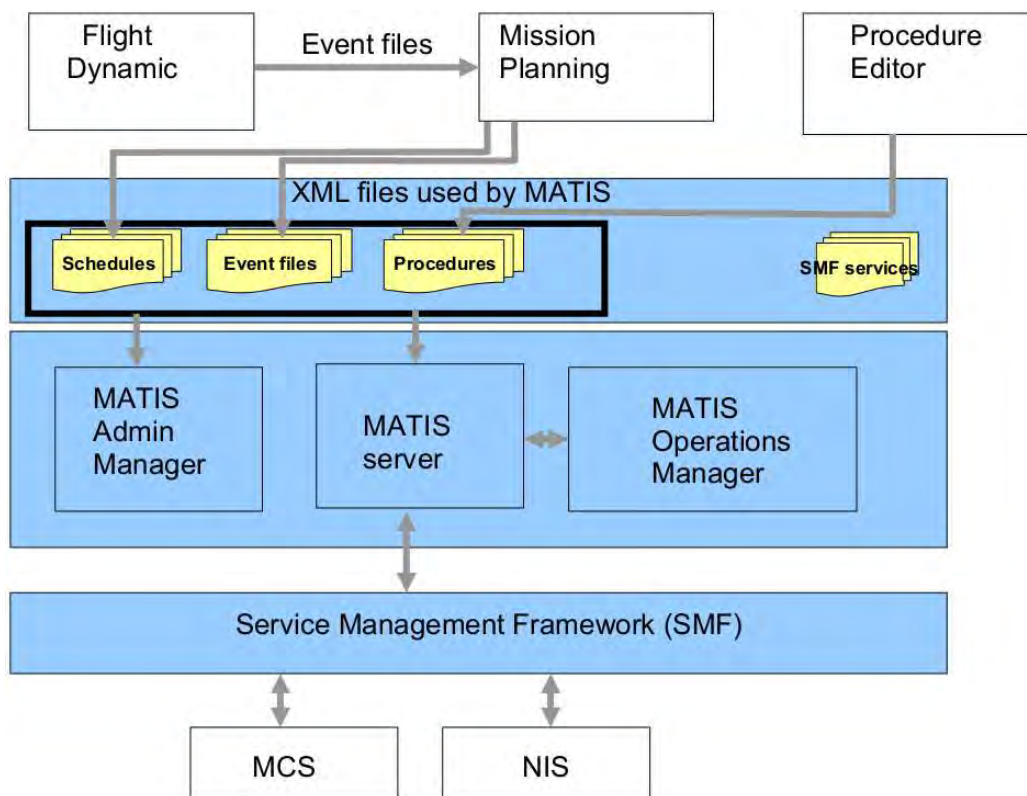 Flight
Dynamic
Event files
Mission
Planning
Procedure
Editor
XML files used by MATIS
Schedules
Event files
Procedures
SMF services
MATIS
Admin
Manager
MATIS
server
MATIS
Operations
Manager
Service Management Framework (SMF)
MCS
NIS